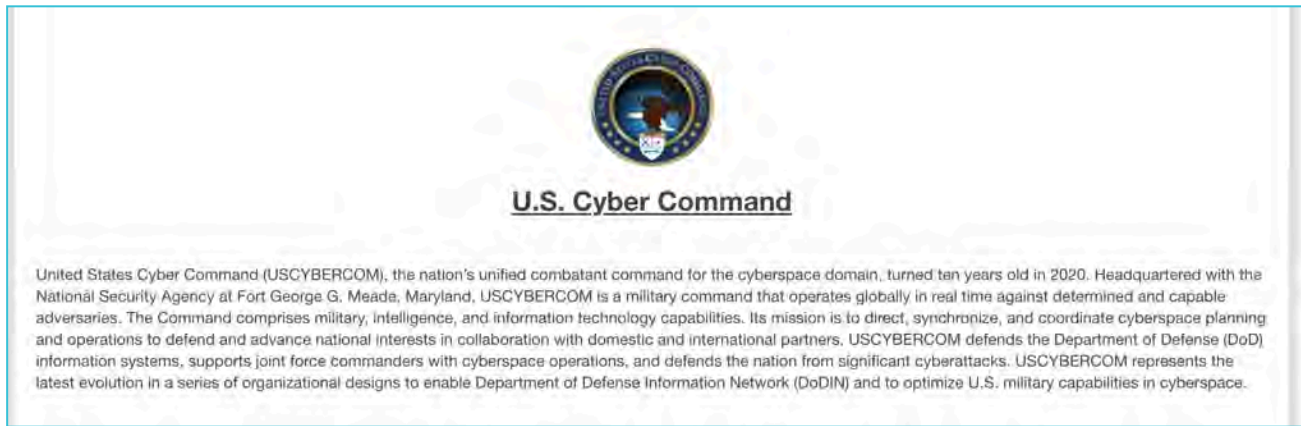 UNITED STATES CYBER COMMAND
U.S. Cyber Command
United States Cyber Command (USCYBERCOM), the nation's unified combatant command for the cyberspace domain, turned ten years old in 2020. Headquartered with the
National Security Agency at Fort George G. Meade, Maryland, USCYBERCOM is a military command that operates globally in real time against determined and capable
adversaries. The Command comprises military, intelligence, and information technology capabilities. Its mission is to direct, synchronize, and coordinate cyberspace planning
and operations to defend and advance national interests in collaboration with domestic and international partners. USCYBERCOM defends the Department of Defense (DoD)
information systems, supports joint force commanders with cyberspace operations, and defends the nation from significant cyberattacks. USCYBERCOM represents the
latest evolution in a series of organizational designs to enable Department of Defense Information Network (DoDIN) and to optimize U.S. military capabilities in cyberspace.